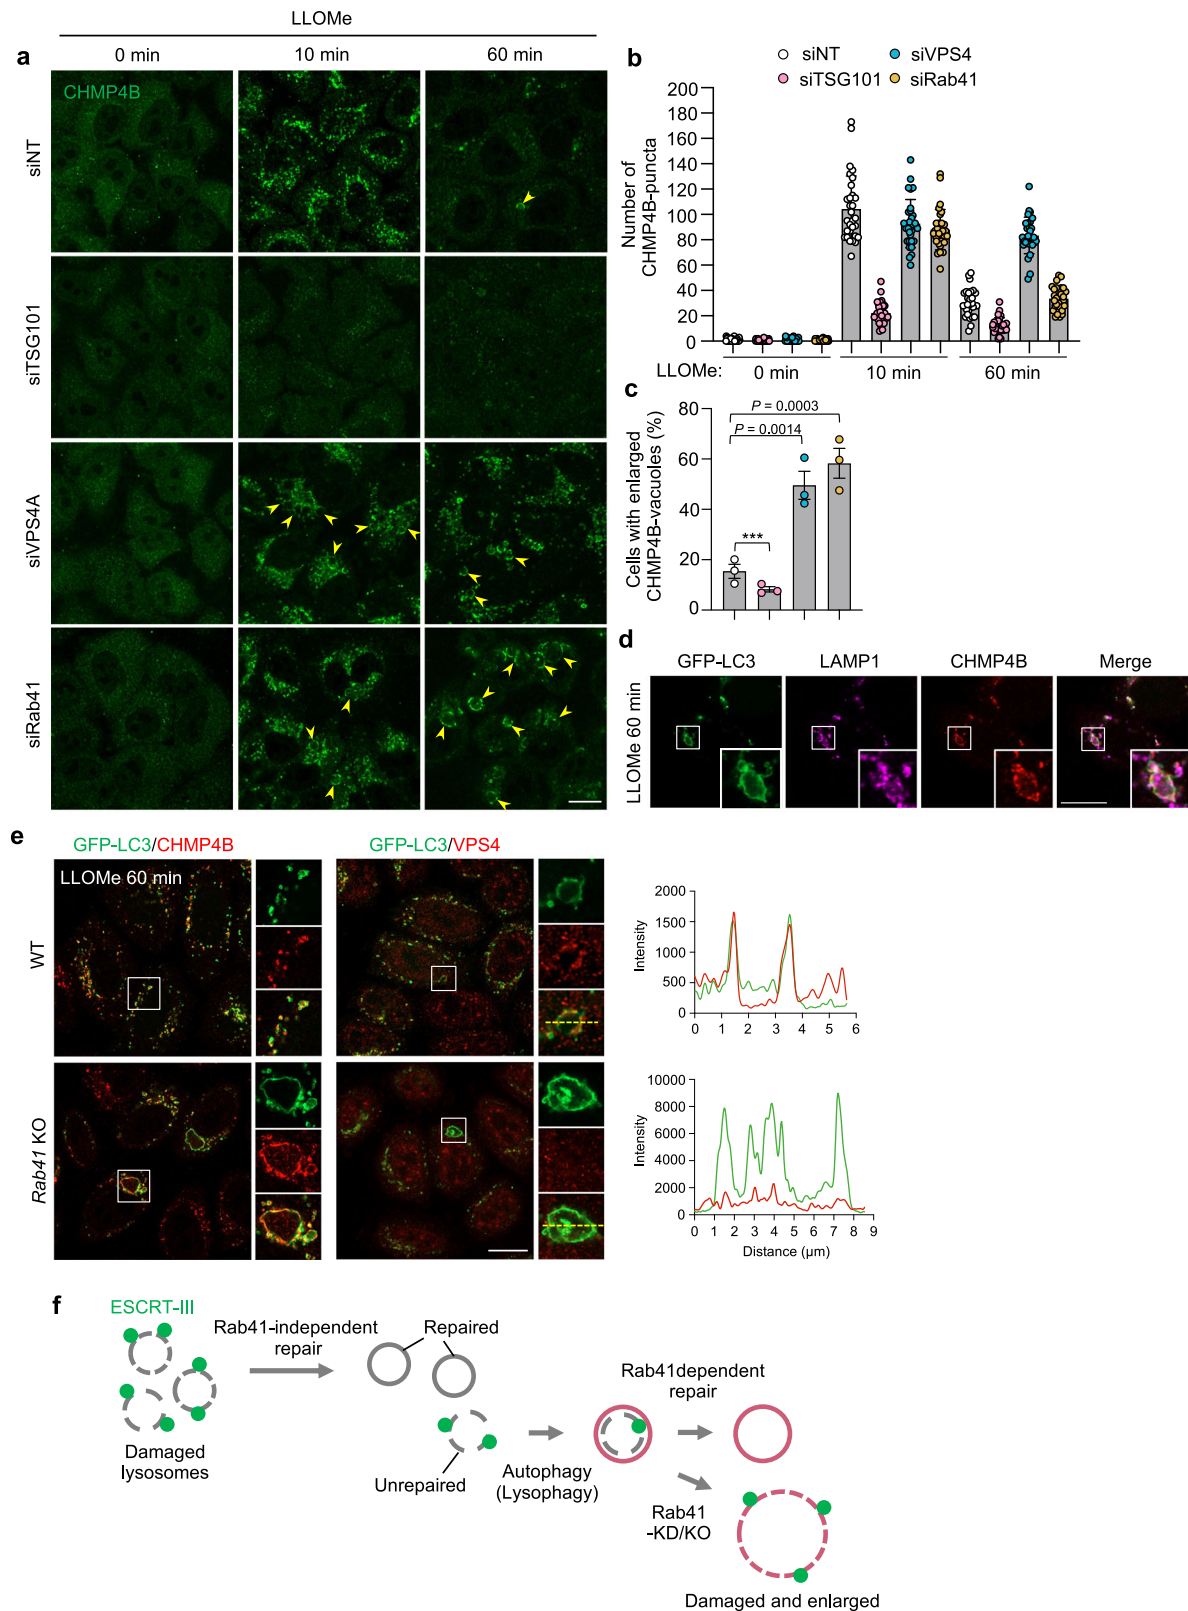 LLOMe
0 min
10 min
60 min
a
CHMP4B
siNT
siTSG101
siVPS4A
siRab41
b
siNT
siVPS4
siTSG101
siRab41
Number of
CHMP4B-puncta
200
180
160
140
120
100
80
60
40
20
0
LLOMe:
0 min
10 min
60 min
c
Cells with enlarged
CHMP4B-vacuoles (%)
80
60
40
20
0
P = 0.0003
P = 0.0014
***
d
GFP-LC3
LAMP1
CHMP4B
Merge
LLOMe 60 min
e
GFP-LC3/CHMP4B
GFP-LC3/VPS4
LLOMe 60 min
WT
Rab41 KO
Intensity
2000
1500
1000
500
0
0 1 2 3 4 5 6
Intensity
10000
8000
6000
4000
2000
0
0 1 2 3 4 5 6 7 8 9
Distance (µm)
f
ESCRT-III
Rab41-independent
repair
Repaired
Damaged
lysosomes
Unrepaired
Autophagy
(Lysophagy)
Rab41dependent
repair
Rab41
-KD/KO
Damaged and enlarged